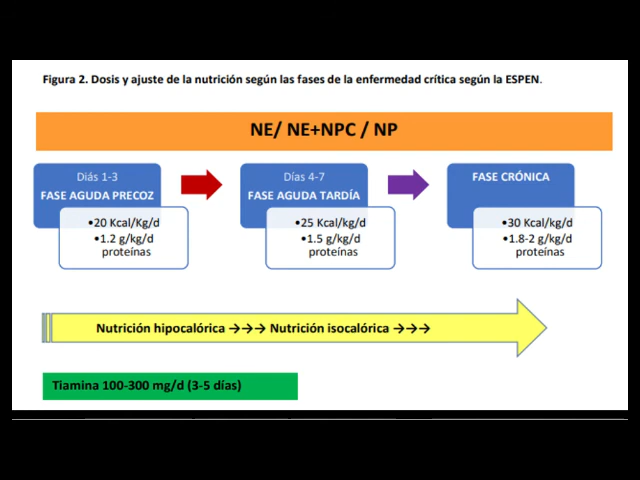 Figura 2. Dosis y ajuste de la nutrición según las fases de la enfermedad crítica según la ESPEN.
NE/ NE+NPC / NP
Diás 1-3
FASE AGUDA PRECOZ
•20 Kcal/Kg/d
•1.2 g/kg/d
proteínas
Días 4-7
FASE AGUDA TARDÍA
•25 Kcal/kg/d
•1.5 g/kg/d
proteínas
FASE CRÓNICA
•30 Kcal/kg/d
•1.8-2 g/kg/d
proteínas
Nutrición hipocalórica →→→ Nutrición isocalórica →→→
Tiamina 100-300 mg/d (3-5 días)